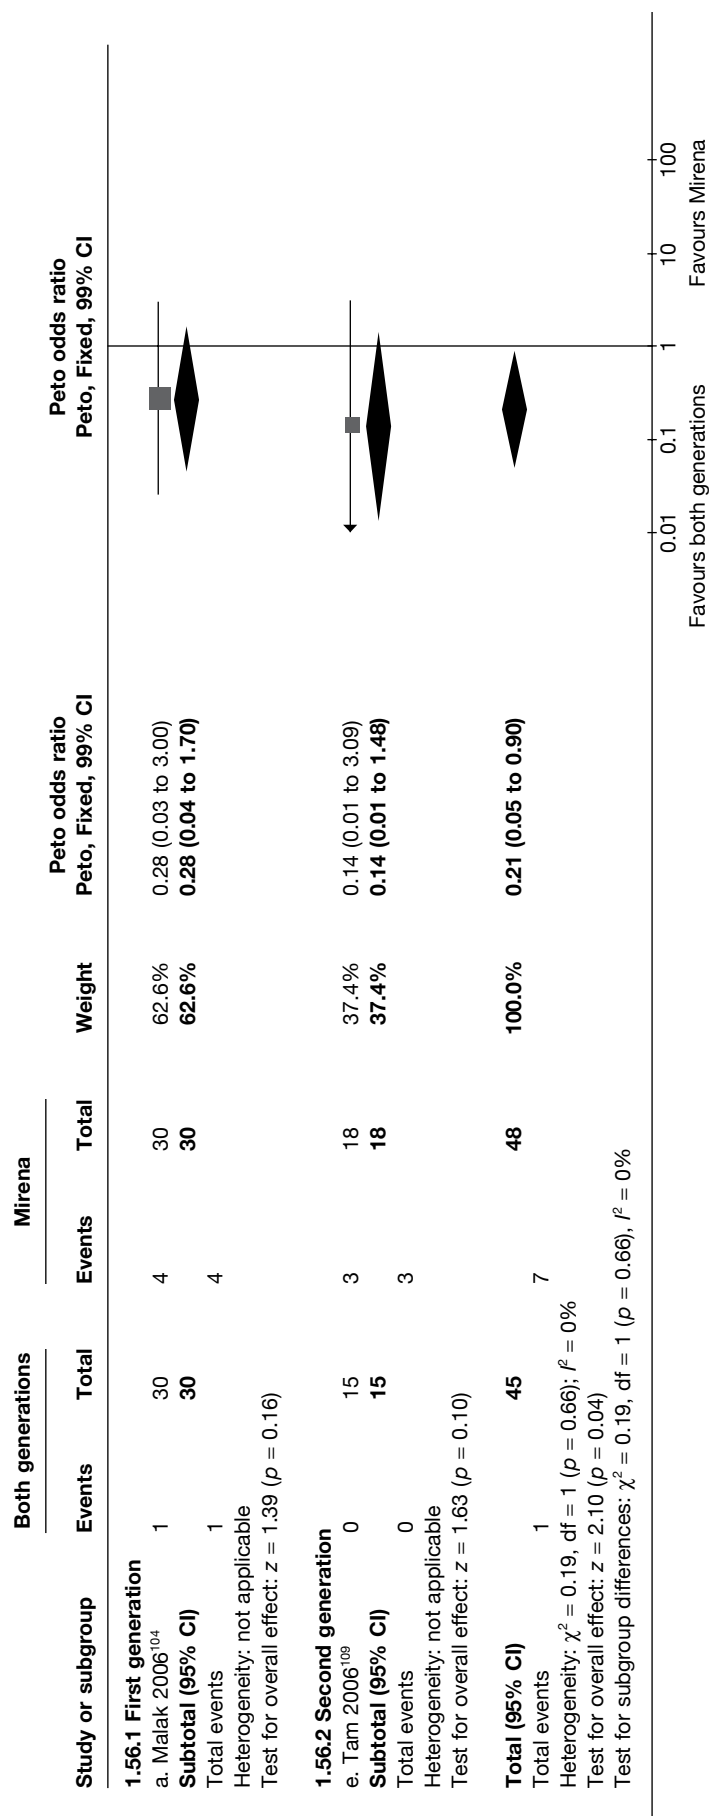 Both generations Mirena Peto odds ratio Peto odds ratio
Study or subgroup Events Total Events Total Weight Peto, Fixed, 99% CI Peto, Fixed, 99% CI
1.56.1 First generation
a. Malak 2006¹⁰⁴ 1 30 4 30 62.6% 0.28 (0.03 to 3.00)
Subtotal (95% CI) 30 30 62.6% 0.28 (0.04 to 1.70)
Total events 1 4
Heterogeneity: not applicable
Test for overall effect: z = 1.39 (p = 0.16)
1.56.2 Second generation
e. Tam 2006¹⁰⁹ 0 15 3 18 37.4% 0.14 (0.01 to 3.09)
Subtotal (95% CI) 15 18 37.4% 0.14 (0.01 to 1.48)
Total events 0 3
Heterogeneity: not applicable
Test for overall effect: z = 1.63 (p = 0.10)
Total (95% CI) 45 48 100.0% 0.21 (0.05 to 0.90)
Total events 1 7
Heterogeneity: χ² = 0.19, df = 1 (p = 0.66); I² = 0%
Test for overall effect: z = 2.10 (p = 0.04)
Test for subgroup differences: χ² = 0.19, df = 1 (p = 0.66), I² = 0%
0.01 0.1 1 10 100
Favours both generations Favours Mirena